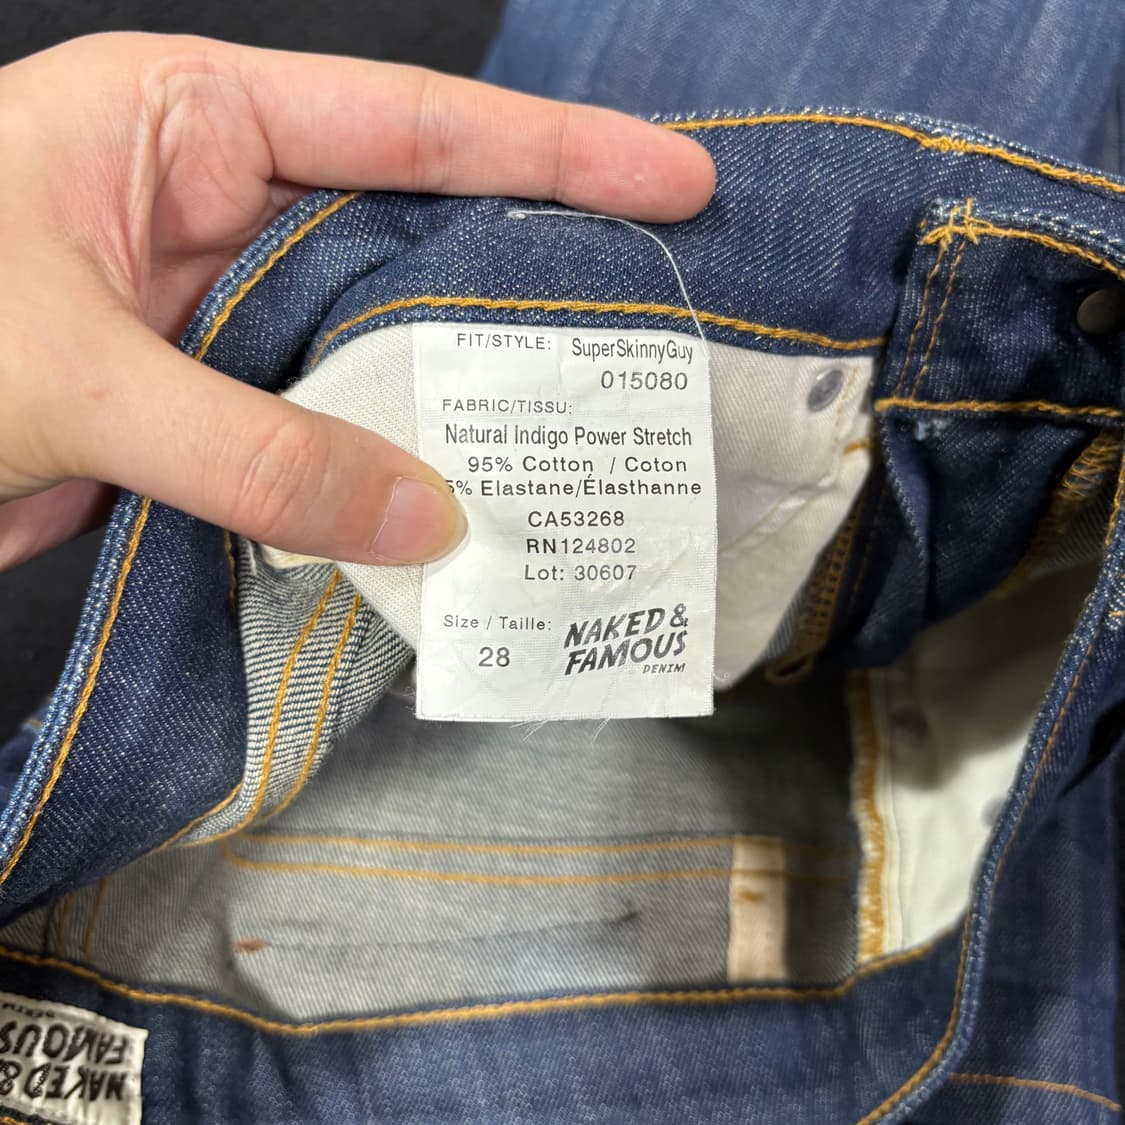 FIT/STYLE: SuperSkinnyGuy
015080
FABRIC/TISSU:
Natural Indigo Power Stretch
95% Cotton / Coton
5% Elastane/Élasthanne
CA53268
RN124802
Lot: 30607
Size / Taille:
28
NAKED &
FAMOUS
DENIM
NAKED &
FAMOUS